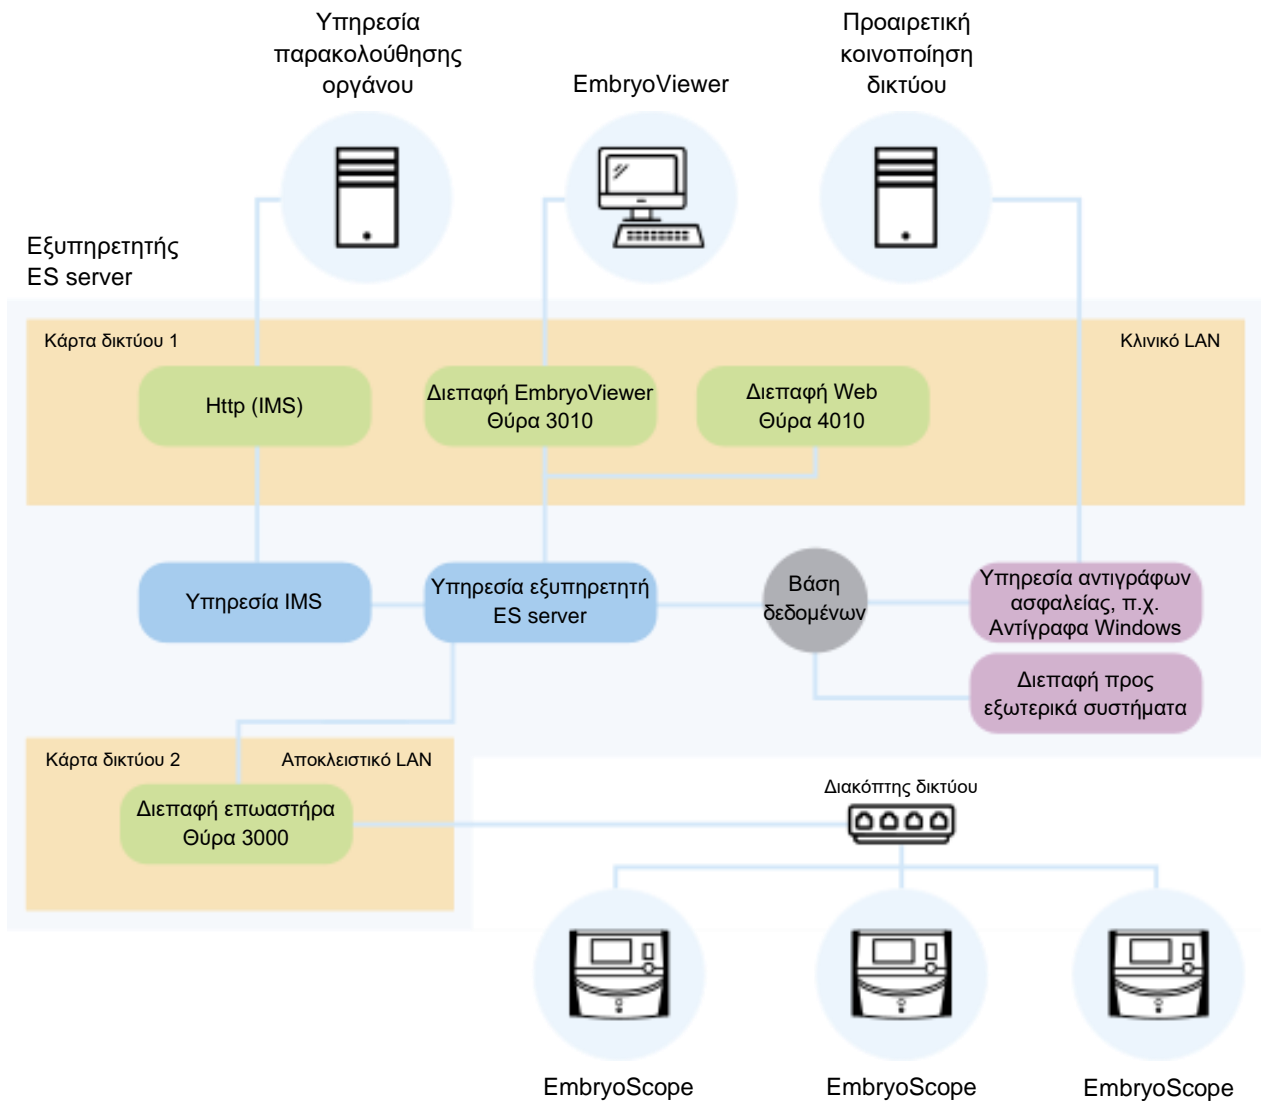 Υπηρεσία
παρακολούθησης
οργάνου
EmbryoViewer
Προαιρετική
κοινοποίηση
δικτύου
Εξυπηρετητής
ES server
Κάρτα δικτύου 1
Κλινικό LAN
Http (IMS)
Διεπαφή EmbryoViewer
Θύρα 3010
Διεπαφή Web
Θύρα 4010
Υπηρεσία IMS
Υπηρεσία εξυπηρετητή
ES server
Βάση
δεδομένων
Υπηρεσία αντιγράφων
ασφαλείας, π.χ.
Αντίγραφα Windows
Διεπαφή προς
εξωτερικά συστήματα
Κάρτα δικτύου 2
Αποκλειστικό LAN
Διεπαφή επωαστήρα
Θύρα 3000
Διακόπτης δικτύου
EmbryoScope
EmbryoScope
EmbryoScope